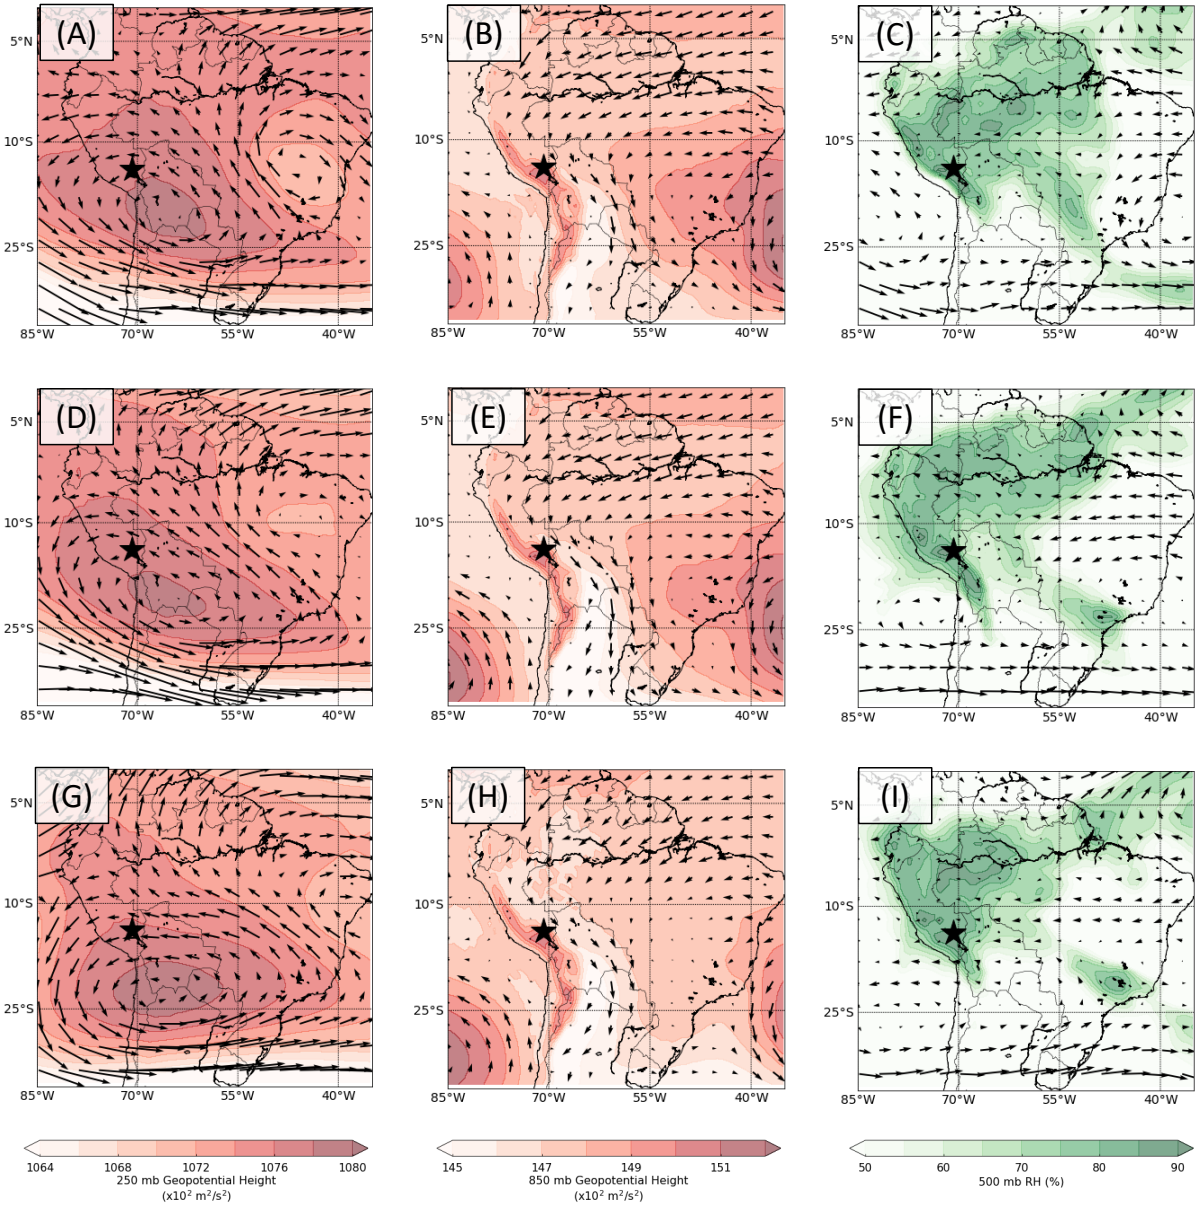 (A) (B) (C)
5°N 5°N 5°N
10°S 10°S 10°S
25°S 25°S 25°S
85°W 70°W 55°W 40°W 85°W 70°W 55°W 40°W 85°W 70°W 55°W 40°W
(D) (E) (F)
5°N 5°N 5°N
10°S 10°S 10°S
25°S 25°S 25°S
85°W 70°W 55°W 40°W 85°W 70°W 55°W 40°W 85°W 70°W 55°W 40°W
(G) (H) (I)
5°N 5°N 5°N
10°S 10°S 10°S
25°S 25°S 25°S
85°W 70°W 55°W 40°W 85°W 70°W 55°W 40°W 85°W 70°W 55°W 40°W
1064 1068 1072 1076 1080 145 147 149 151 50 60 70 80 90
250 mb Geopotential Height 850 mb Geopotential Height 500 mb RH (%)
(x10² m²/s²) (x10² m²/s²)